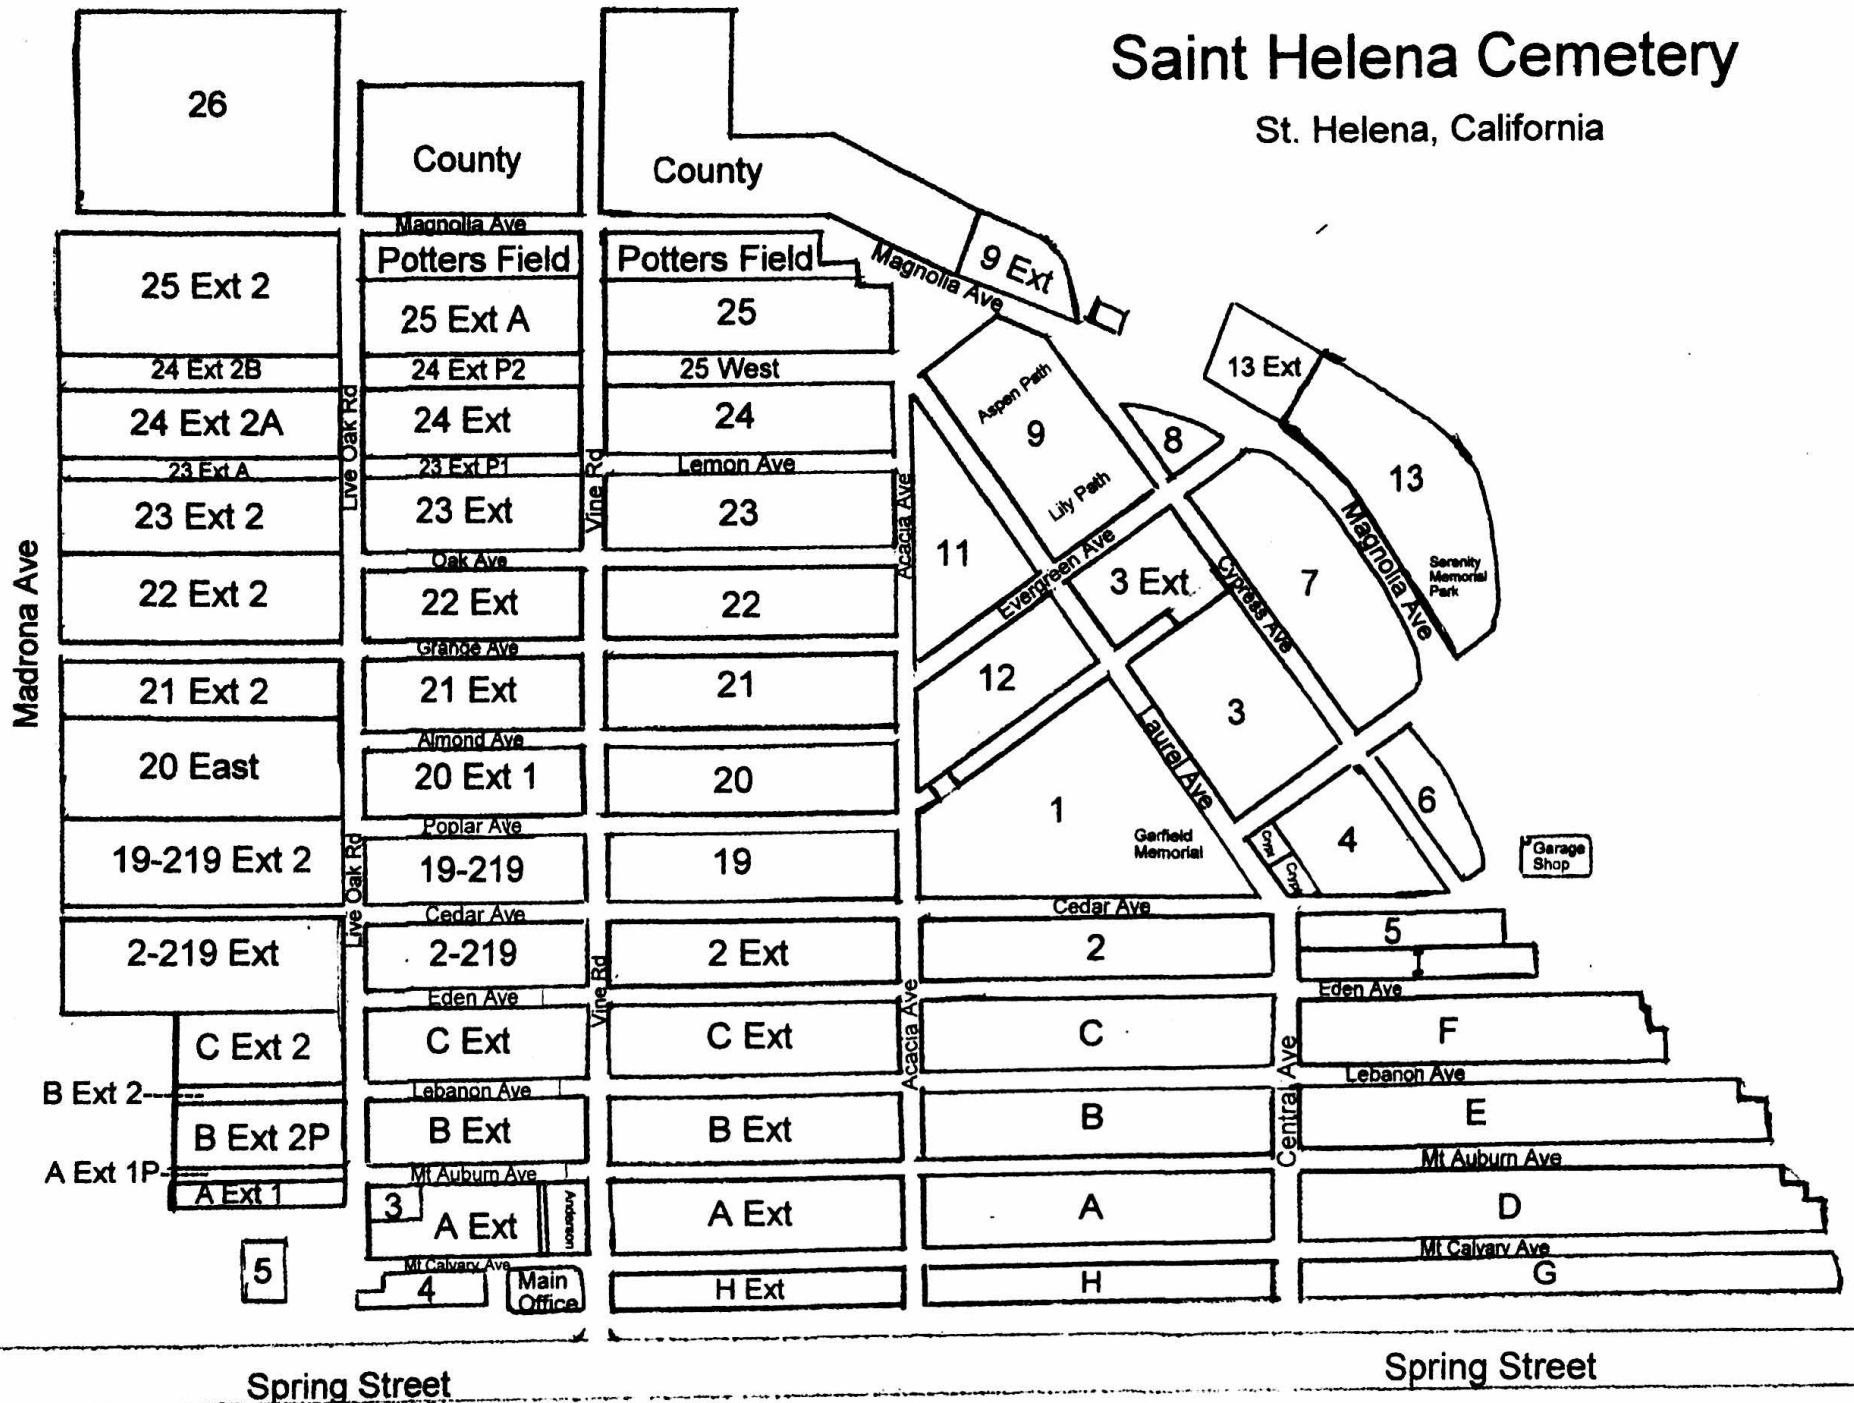 Saint Helena Cemetery
St. Helena, California
26
County
County
Magnolia Ave
9 Ext
Magnolia Ave
Potters Field
Potters Field
25 Ext 2
25 Ext A
25
24 Ext 2B
24 Ext P2
25 West
13 Ext
Aspen Path
9
Lily Path
8
24 Ext 2A
Live Oak Rd
24 Ext
24
23 Ext A
23 Ext P1
Vine Rd
Lemon Ave
13
Magnolia Ave
Serenity
Memorial
Park
23 Ext 2
23 Ext
23
Acacia Ave
11
Evergreen Ave
3 Ext
Cypress Ave
7
Oak Ave
Madrona Ave
22 Ext 2
22 Ext
22
Grande Ave
21 Ext 2
21 Ext
21
12
3
Laurel Ave
Almond Ave
20 East
20 Ext 1
20
1
Garfield
Memorial
6
4
Crypt
Crypt
Garage
Shop
Poplar Ave
19-219 Ext 2
Live Oak Rd
19-219
19
Cedar Ave
Cedar Ave
2-219 Ext
2-219
Vine Rd
2 Ext
2
5
Eden Ave
Eden Ave
C Ext 2
C Ext
C Ext
Acacia Ave
C
Central Ave
F
B Ext 2
Lebanon Ave
Lebanon Ave
B Ext 2P
B Ext
B Ext
B
E
A Ext 1P
Mt Auburn Ave
Mt Auburn Ave
A Ext 1
3
A Ext
Anderson
A Ext
A
D
Mt Calvary Ave
Mt Calvary Ave
5
4
Main
Office
H Ext
H
G
Spring Street
Spring Street